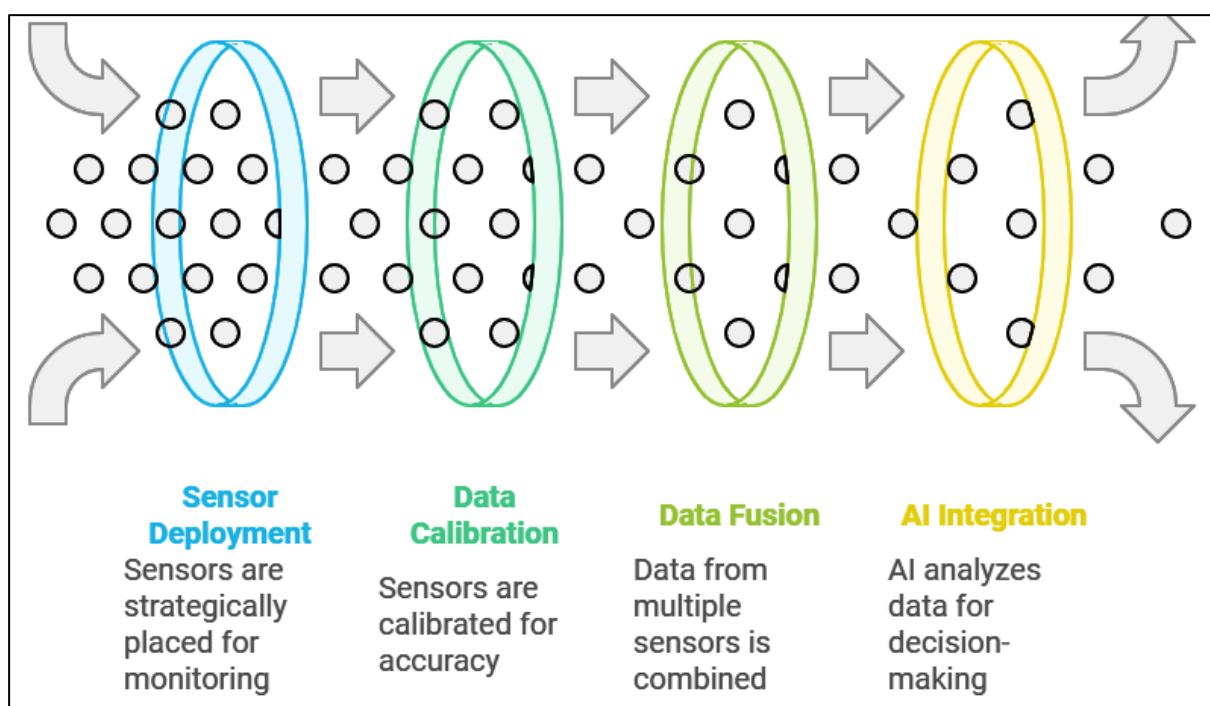 Sensor
Deployment
Sensors are
strategically
placed for
monitoring
Data
Calibration
Sensors are
calibrated for
accuracy
Data Fusion
Data from
multiple
sensors is
combined
AI Integration
AI analyzes
data for
decision-
making